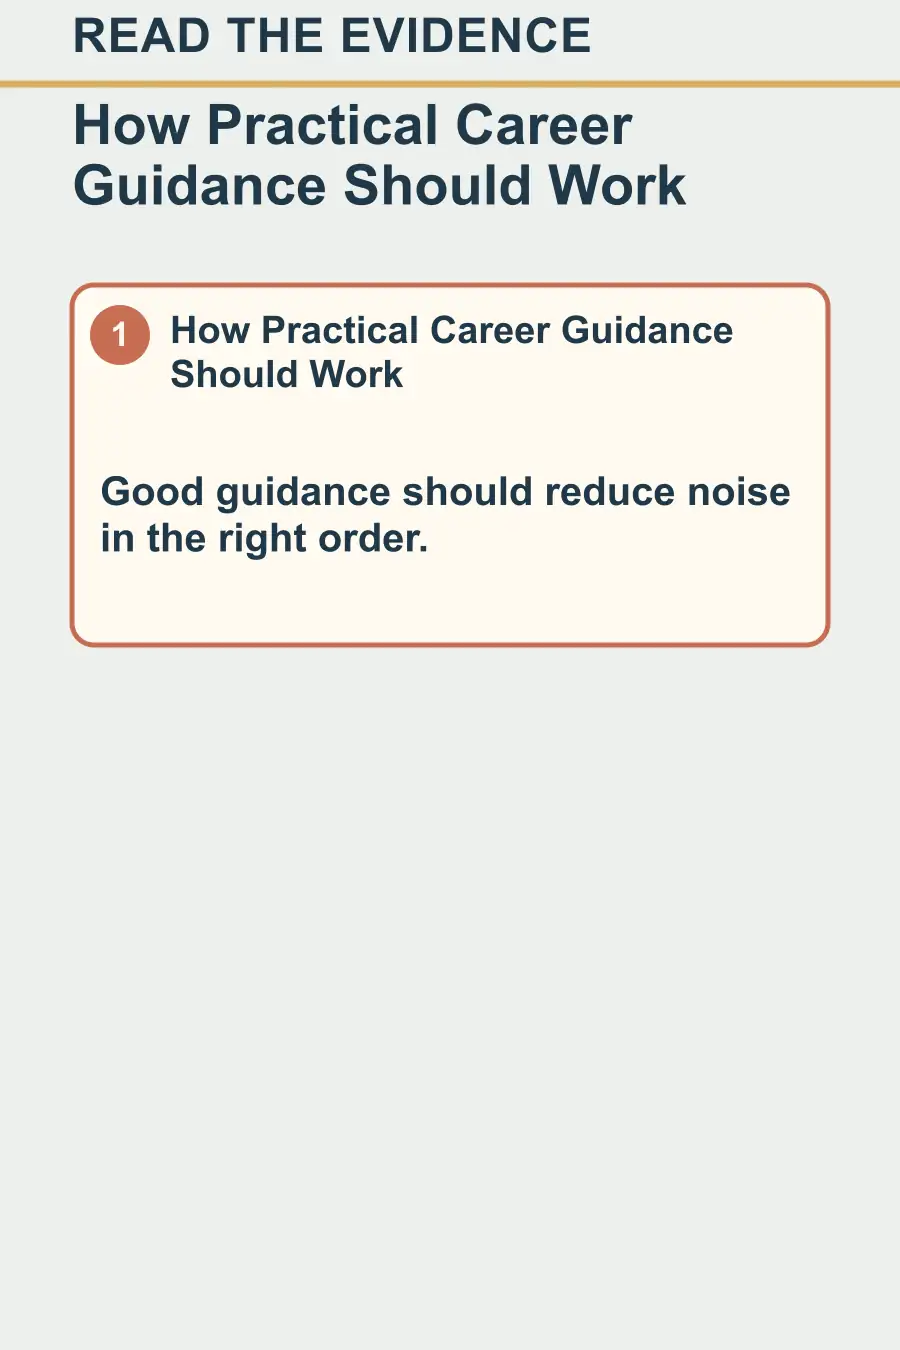 READ THE EVIDENCE
How Practical Career
Guidance Should Work
1
How Practical Career Guidance
Should Work
Good guidance should reduce noise
in the right order.